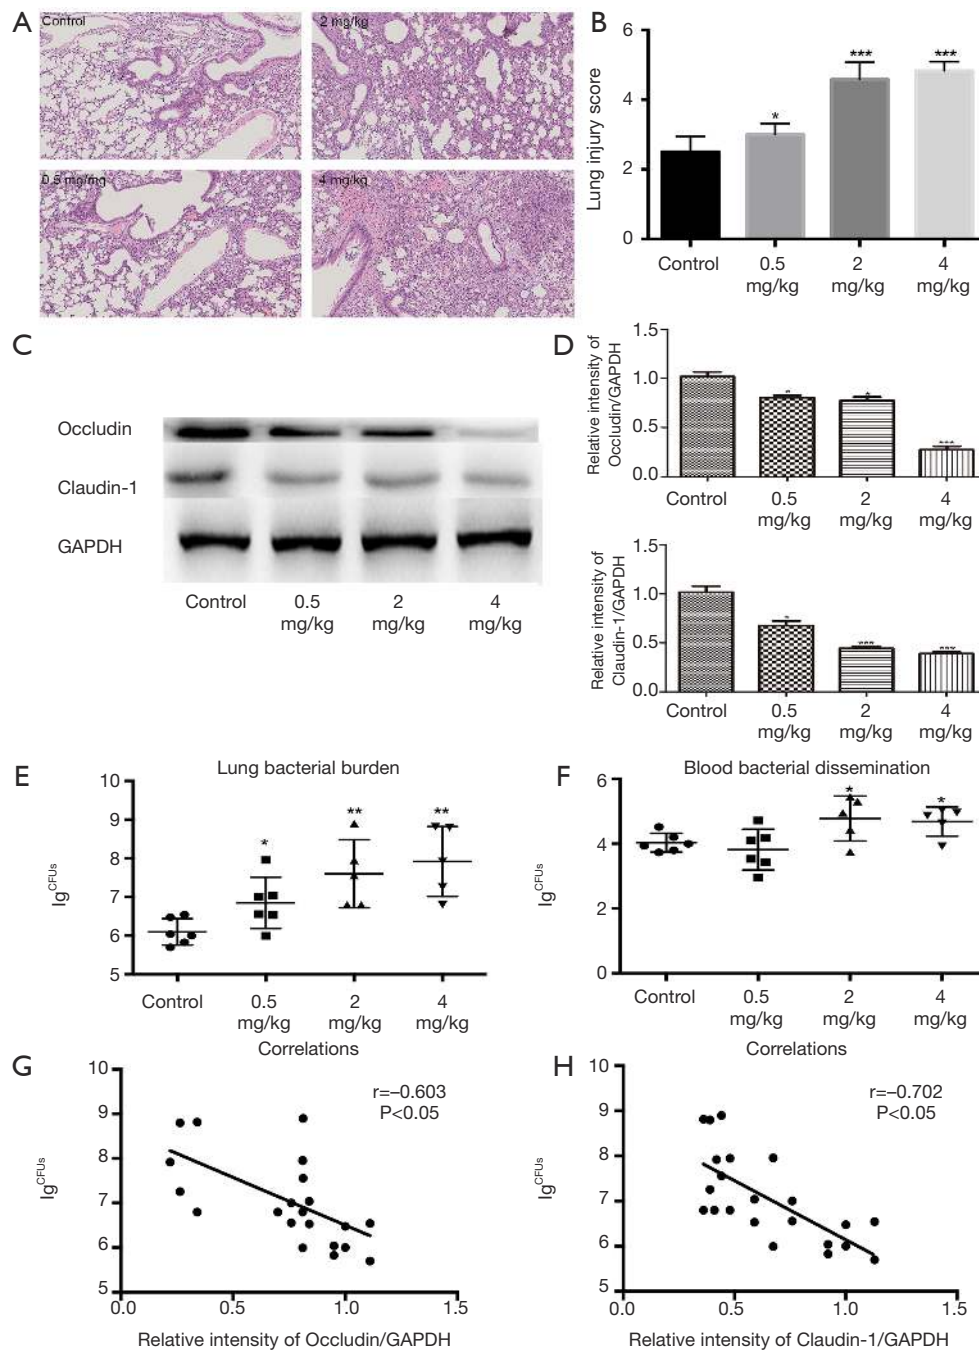 A
Control
2 mg/kg
0.5 mg/mg
4 mg/kg
B
Lung injury score
6
4
2
0
*
***
***
Control
0.5
mg/kg
2
mg/kg
4
mg/kg
C
Occludin
Claudin-1
GAPDH
Control
0.5
mg/kg
2
mg/kg
4
mg/kg
D
Relative intensity of
Occludin/GAPDH
1.5
1.0
0.5
0.0
*
*
***
Control
0.5
mg/kg
2
mg/kg
4
mg/kg
Relative intensity of
Claudin-1/GAPDH
1.5
1.0
0.5
0.0
*
***
***
Control
0.5
mg/kg
2
mg/kg
4
mg/kg
E
Lung bacterial burden
lg^CFUs
10
9
8
7
6
5
*
**
**
Control
0.5
mg/kg
2
mg/kg
4
mg/kg
F
Blood bacterial dissemination
lg^CFUs
6
4
2
0
*
*
Control
0.5
mg/kg
2
mg/kg
4
mg/kg
G
Correlations
r=–0.603
P<0.05
lg^CFUs
10
9
8
7
6
5
0.0
0.5
1.0
1.5
Relative intensity of Occludin/GAPDH
H
Correlations
r=–0.702
P<0.05
lg^CFUs
10
9
8
7
6
5
0.0
0.5
1.0
1.5
Relative intensity of Claudin-1/GAPDH